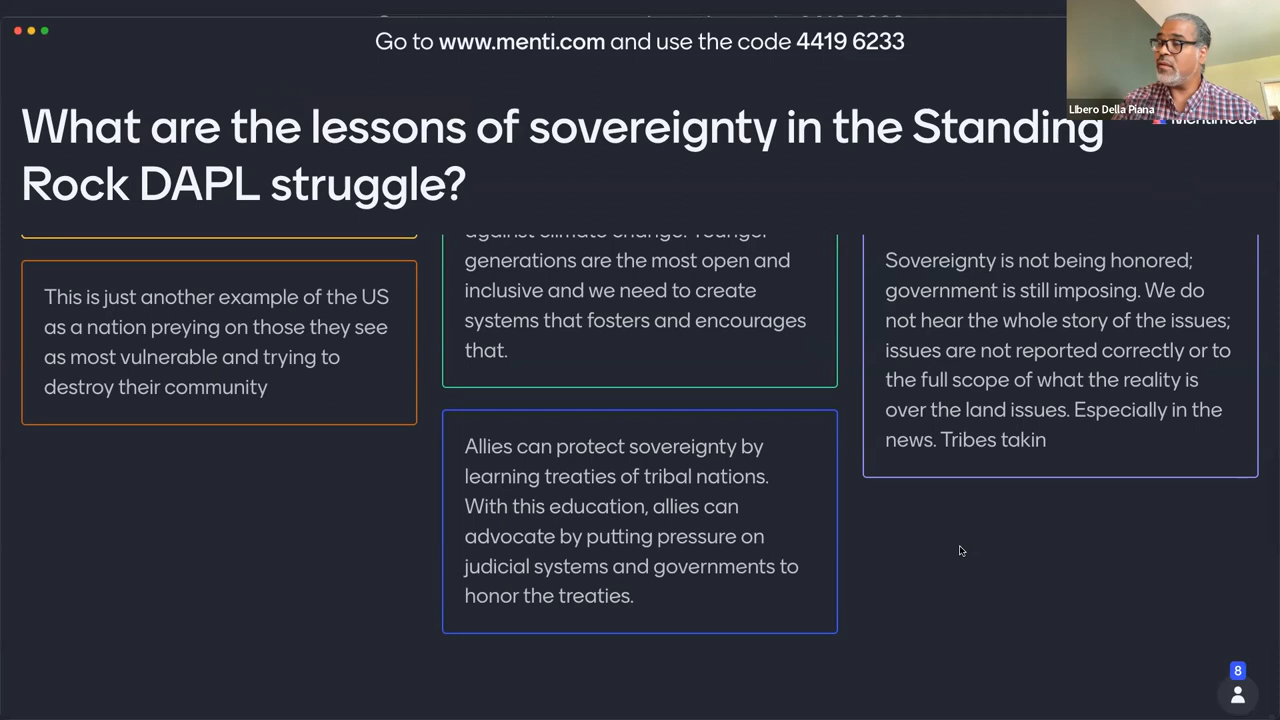 Go to www.menti.com and use the code 4419 6233
Libero Della Piana
Mentimeter
What are the lessons of sovereignty in the Standing
Rock DAPL struggle?
This is just another example of the US
as a nation preying on those they see
as most vulnerable and trying to
destroy their community
against climate change. Younger
generations are the most open and
inclusive and we need to create
systems that fosters and encourages
that.
Allies can protect sovereignty by
learning treaties of tribal nations.
With this education, allies can
advocate by putting pressure on
judicial systems and governments to
honor the treaties.
Sovereignty is not being honored;
government is still imposing. We do
not hear the whole story of the issues;
issues are not reported correctly or to
the full scope of what the reality is
over the land issues. Especially in the
news. Tribes takin
8